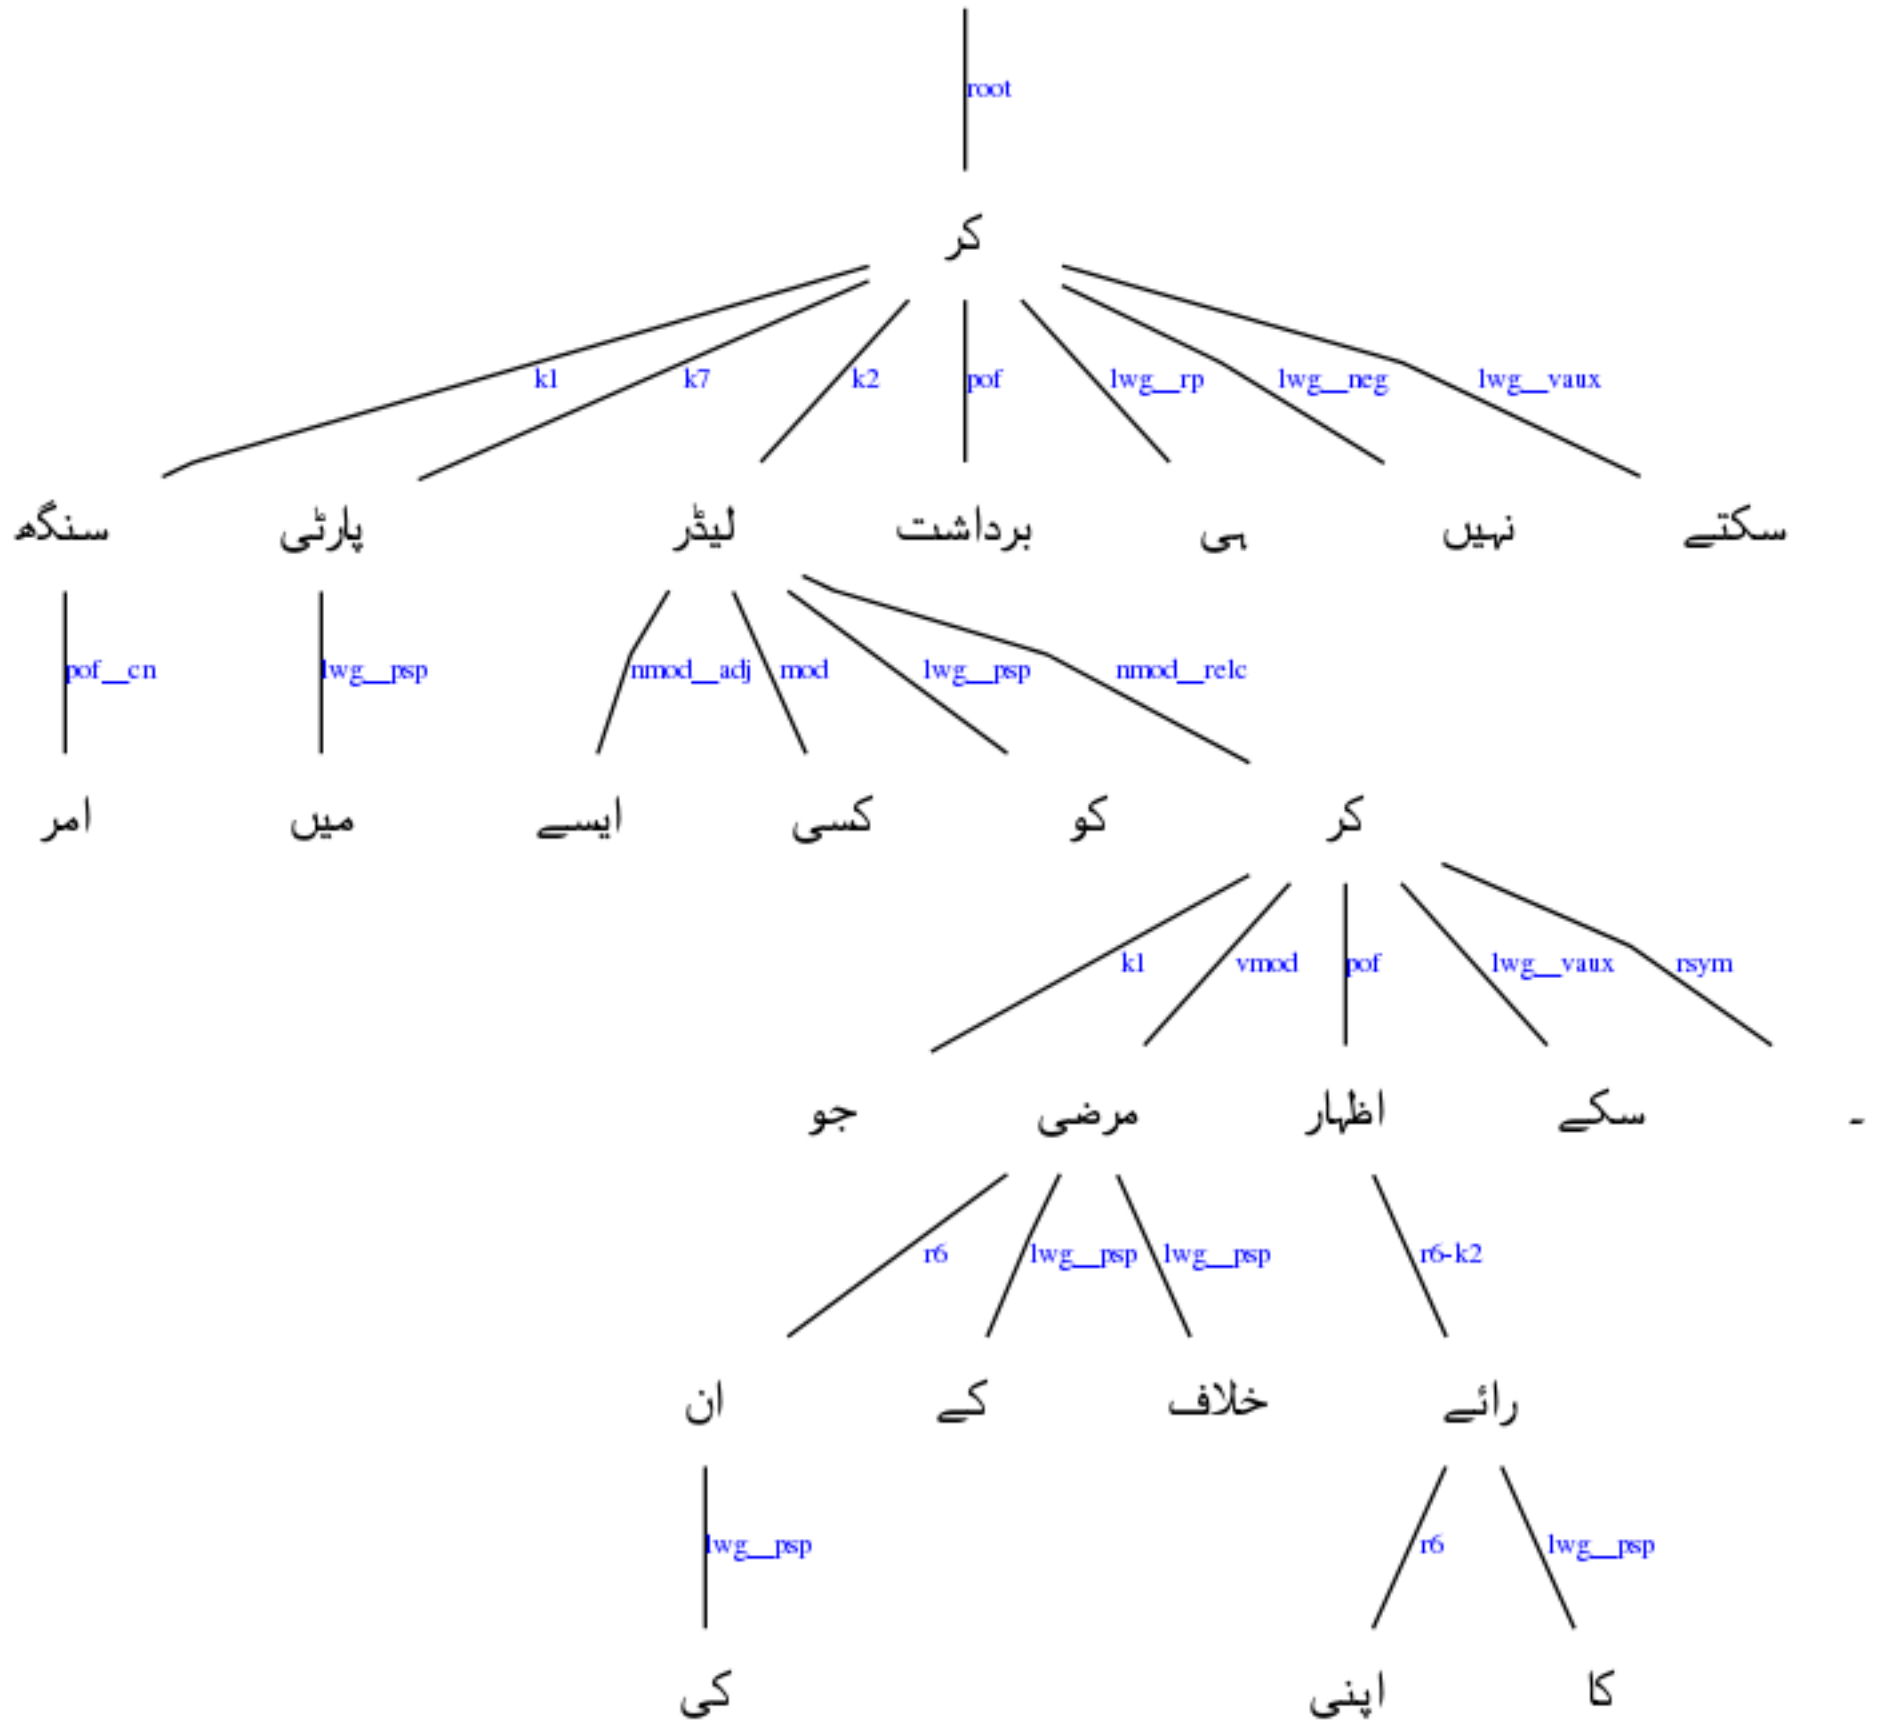 root
کر
k1 k7 k2 pof lwg__rp lwg__neg lwg__vaux
سنگھ پارٹی لیڈر برداشت ہی نہیں سکتے
pof__cn lwg__psp nmod__adj mod lwg__psp nmod__relc
امر میں ایسے کسی کو کر
k1 vmod pof lwg__vaux rsym
جو مرضی اظہار سکے ۔
r6 lwg__psp lwg__psp r6-k2
ان کے خلاف رائے
lwg__psp r6 lwg__psp
کی اپنی کا